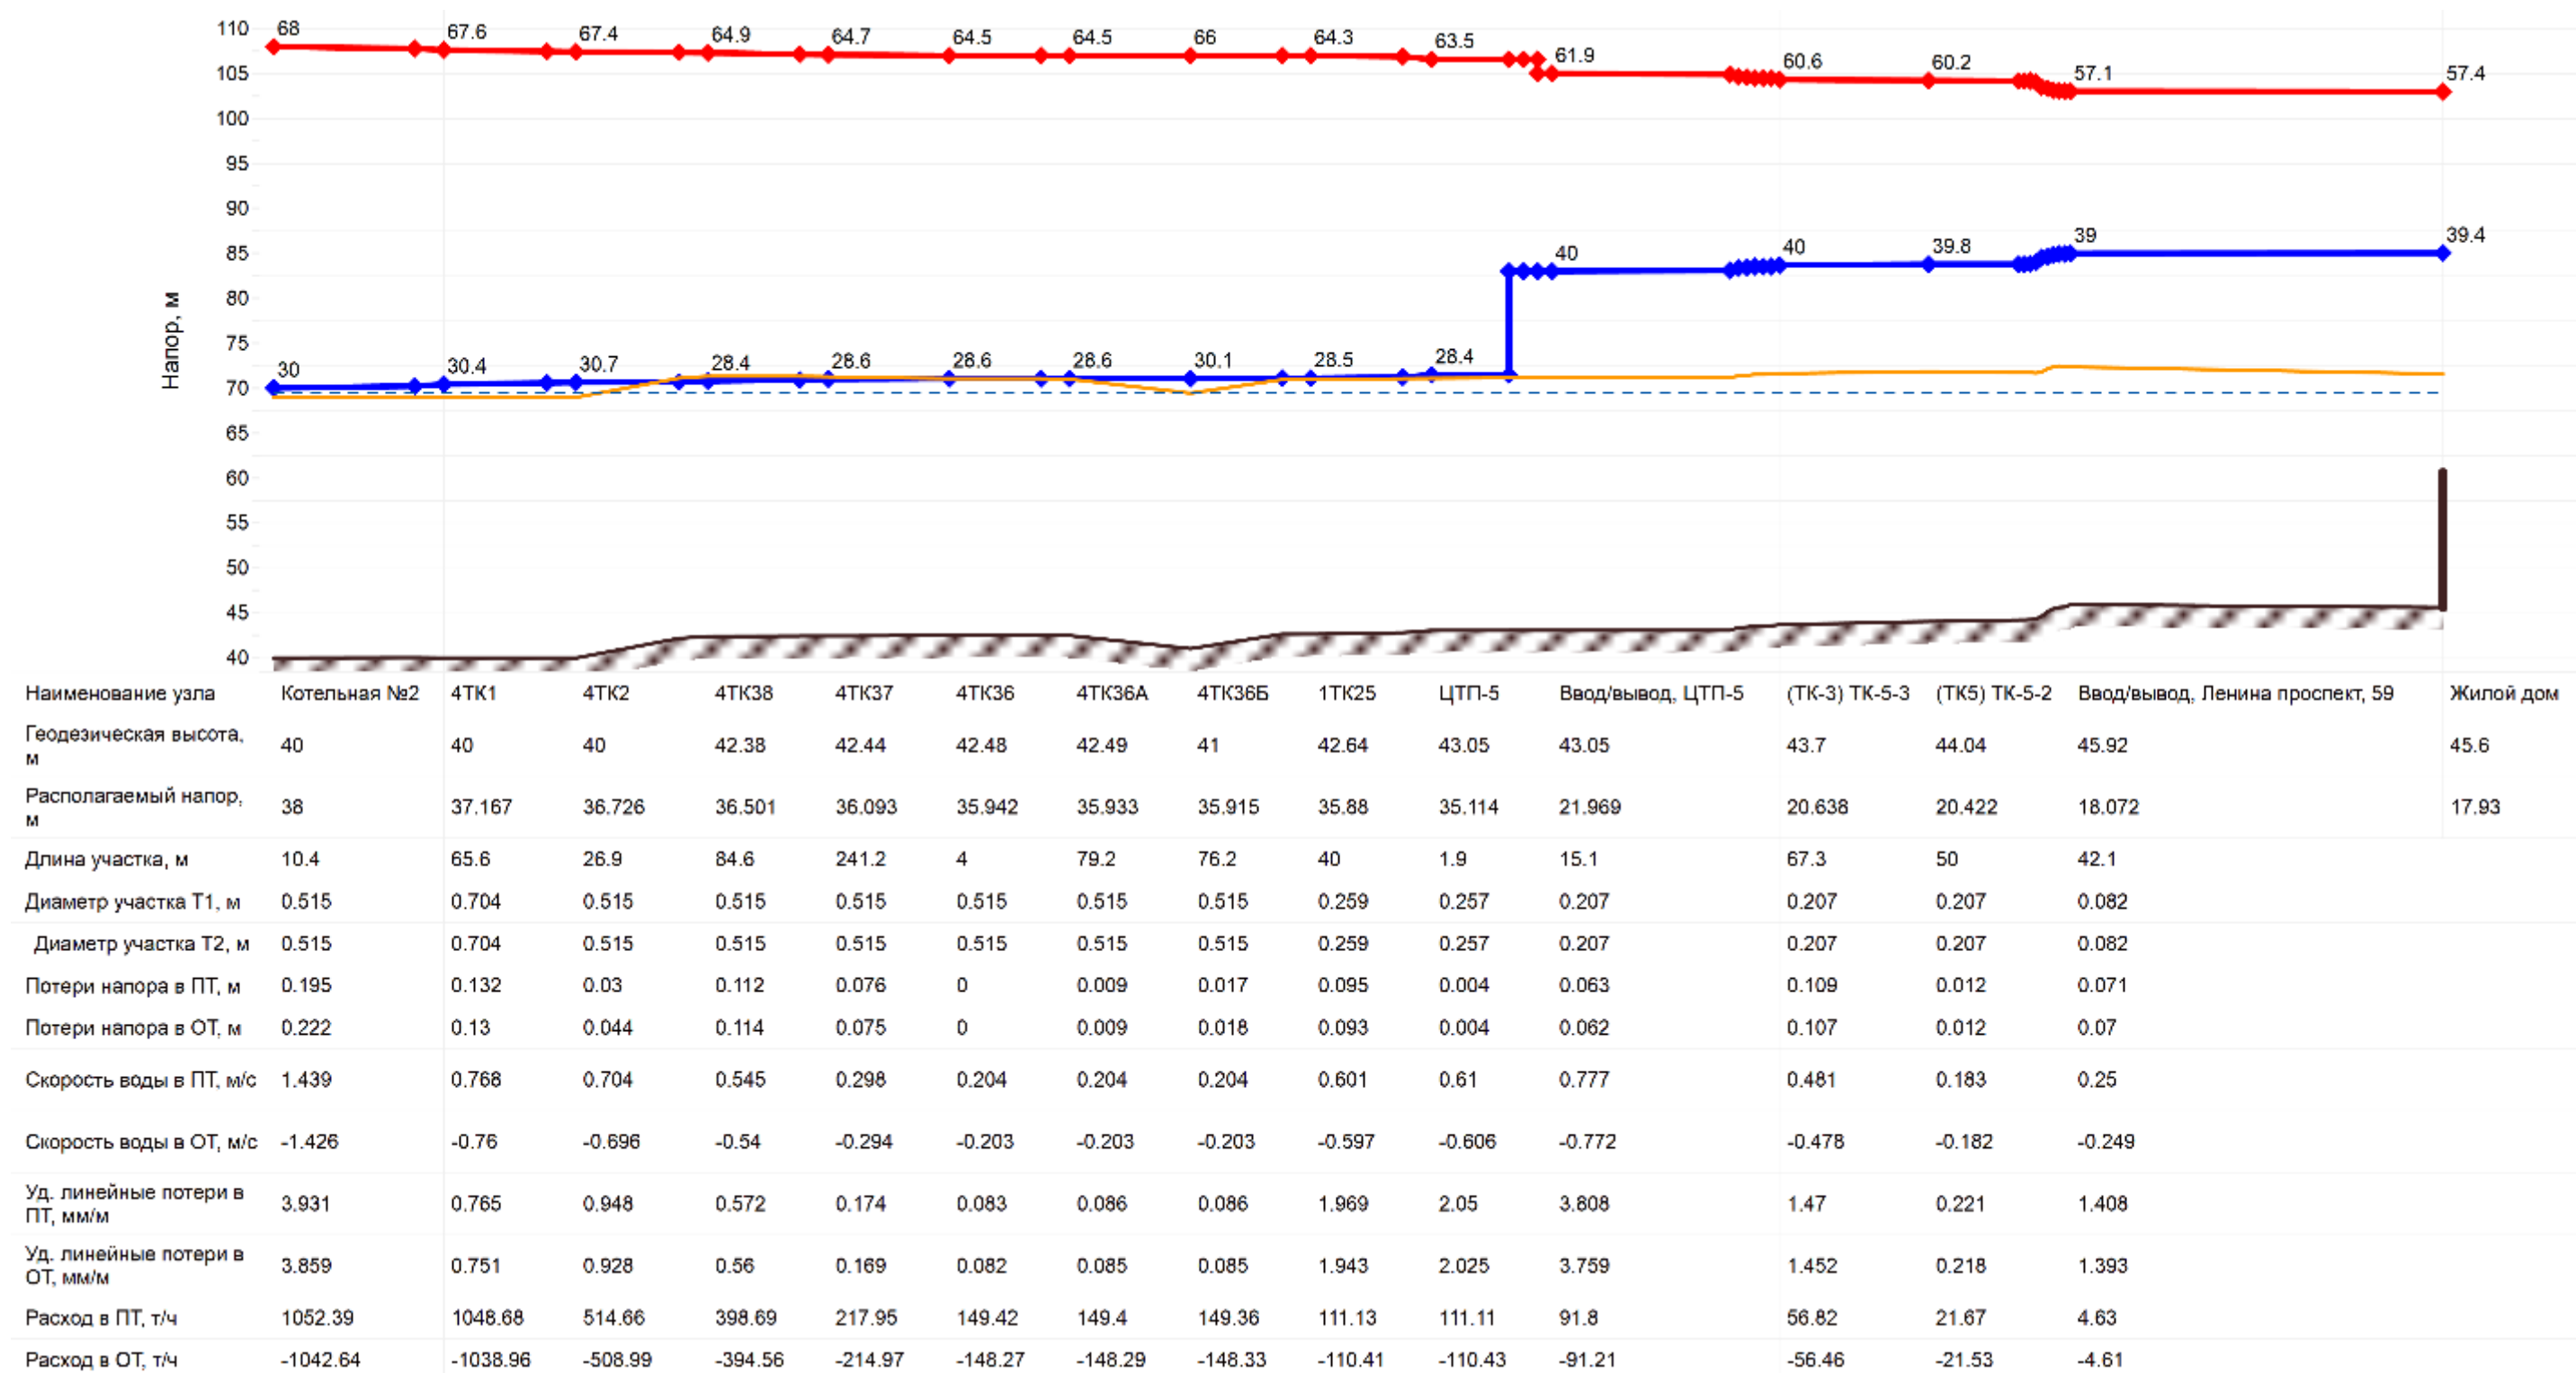 110
105
100
95
90
85
80
75
70
65
60
55
50
45
40
Напор, м
68 67.6 67.4 64.9 64.7 64.5 64.5 66 64.3 63.5 61.9 60.6 60.2 57.1 57.4
30 30.4 30.7 28.4 28.6 28.6 28.6 30.1 28.5 28.4 40 40 39.8 39 39.4
Наименование узла Котельная №2 4ТК1 4ТК2 4ТК38 4ТК37 4ТК36 4ТК36А 4ТК36Б 1ТК25 ЦТП-5 Ввод/вывод, ЦТП-5 (ТК-3) ТК-5-3 (ТК5) ТК-5-2 Ввод/вывод, Ленина проспект, 59 Жилой дом
Геодезическая высота,
м 40 40 40 42.38 42.44 42.48 42.49 41 42.64 43.05 43.05 43.7 44.04 45.92 45.6
Располагаемый напор,
м 38 37.167 36.726 36.501 36.093 35.942 35.933 35.915 35.88 35.114 21.969 20.638 20.422 18.072 17.93
Длина участка, м 10.4 65.6 26.9 84.6 241.2 4 79.2 76.2 40 1.9 15.1 67.3 50 42.1
Диаметр участка Т1, м 0.515 0.704 0.515 0.515 0.515 0.515 0.515 0.515 0.259 0.257 0.207 0.207 0.207 0.082
Диаметр участка Т2, м 0.515 0.704 0.515 0.515 0.515 0.515 0.515 0.515 0.259 0.257 0.207 0.207 0.207 0.082
Потери напора в ПТ, м 0.195 0.132 0.03 0.112 0.076 0 0.009 0.017 0.095 0.004 0.063 0.109 0.012 0.071
Потери напора в ОТ, м 0.222 0.13 0.044 0.114 0.075 0 0.009 0.018 0.093 0.004 0.062 0.107 0.012 0.07
Скорость воды в ПТ, м/с 1.439 0.768 0.704 0.545 0.298 0.204 0.204 0.204 0.601 0.61 0.777 0.481 0.183 0.25
Скорость воды в ОТ, м/с -1.426 -0.76 -0.696 -0.54 -0.294 -0.203 -0.203 -0.203 -0.597 -0.606 -0.772 -0.478 -0.182 -0.249
Уд. линейные потери в
ПТ, мм/м 3.931 0.765 0.948 0.572 0.174 0.083 0.086 0.086 1.969 2.05 3.808 1.47 0.221 1.408
Уд. линейные потери в
ОТ, мм/м 3.859 0.751 0.928 0.56 0.169 0.082 0.085 0.085 1.943 2.025 3.759 1.452 0.218 1.393
Расход в ПТ, т/ч 1052.39 1048.68 514.66 398.69 217.95 149.42 149.4 149.36 111.13 111.11 91.8 56.82 21.67 4.63
Расход в ОТ, т/ч -1042.64 -1038.96 -508.99 -394.56 -214.97 -148.27 -148.29 -148.33 -110.41 -110.43 -91.21 -56.46 -21.53 -4.61